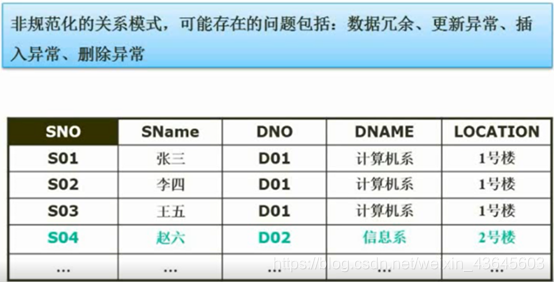 非规范化的关系模式，可能存在的问题包括：数据冗余、更新异常、插
入异常、删除异常
SNO SName DNO DNAME LOCATION
S01 张三 D01 计算机系 1号楼
S02 李四 D01 计算机系 1号楼
S03 王五 D01 计算机系 1号楼
S04 赵六 D02 信息系 2号楼
... ... ... ... ...
https://blog.csdn.net/weixin_43645603